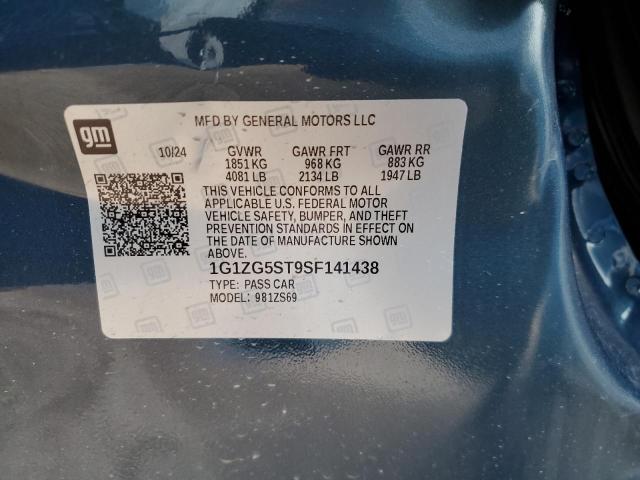 gm
MFD BY GENERAL MOTORS LLC
10/24 GVWR GAWR FRT GAWR RR
1851 KG 968 KG 883 KG
4081 LB 2134 LB 1947 LB
THIS VEHICLE CONFORMS TO ALL
APPLICABLE U.S. FEDERAL MOTOR
VEHICLE SAFETY, BUMPER, AND THEFT
PREVENTION STANDARDS IN EFFECT ON
THE DATE OF MANUFACTURE SHOWN
ABOVE.
1G1ZG5ST9SF141438
TYPE: PASS CAR
MODEL: 981ZS69